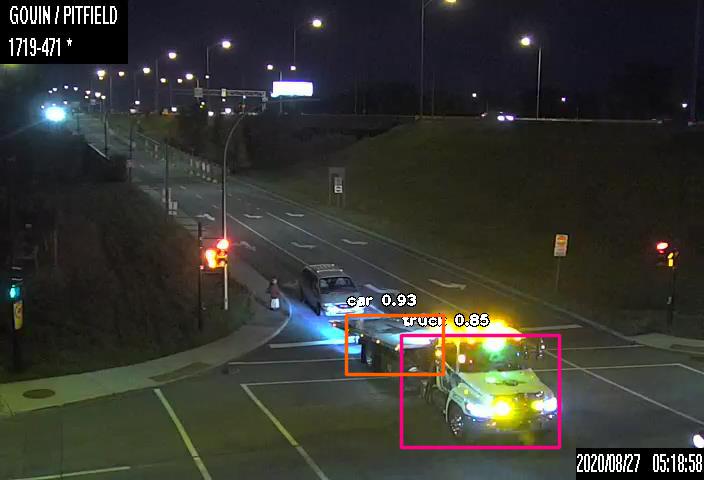 GOUIN / PITFIELD
1719-471 *
car 0.93
truck 0.85
2020/08/27 05:18:58